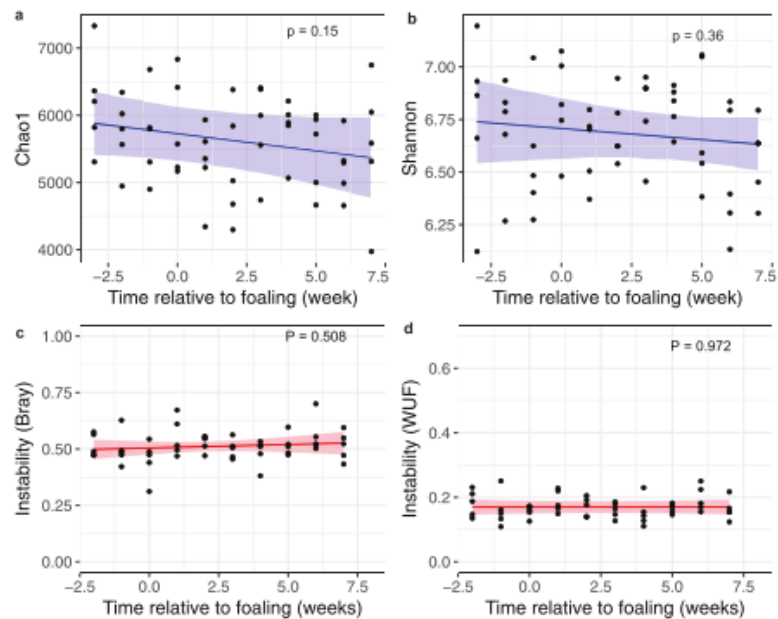 a
p = 0.15
7000
6000
5000
4000
Chao1
−2.5 0.0 2.5 5.0 7.5
Time relative to foaling (week)
b
p = 0.36
7.00
6.75
6.50
6.25
Shannon
−2.5 0.0 2.5 5.0 7.5
Time relative to foaling (week)
c
P = 0.508
1.00
0.75
0.50
0.25
0.00
Instability (Bray)
−2.5 0.0 2.5 5.0 7.5
Time relative to foaling (weeks)
d
P = 0.972
0.6
0.4
0.2
0.0
Instability (WUF)
−2.5 0.0 2.5 5.0 7.5
Time relative to foaling (weeks)